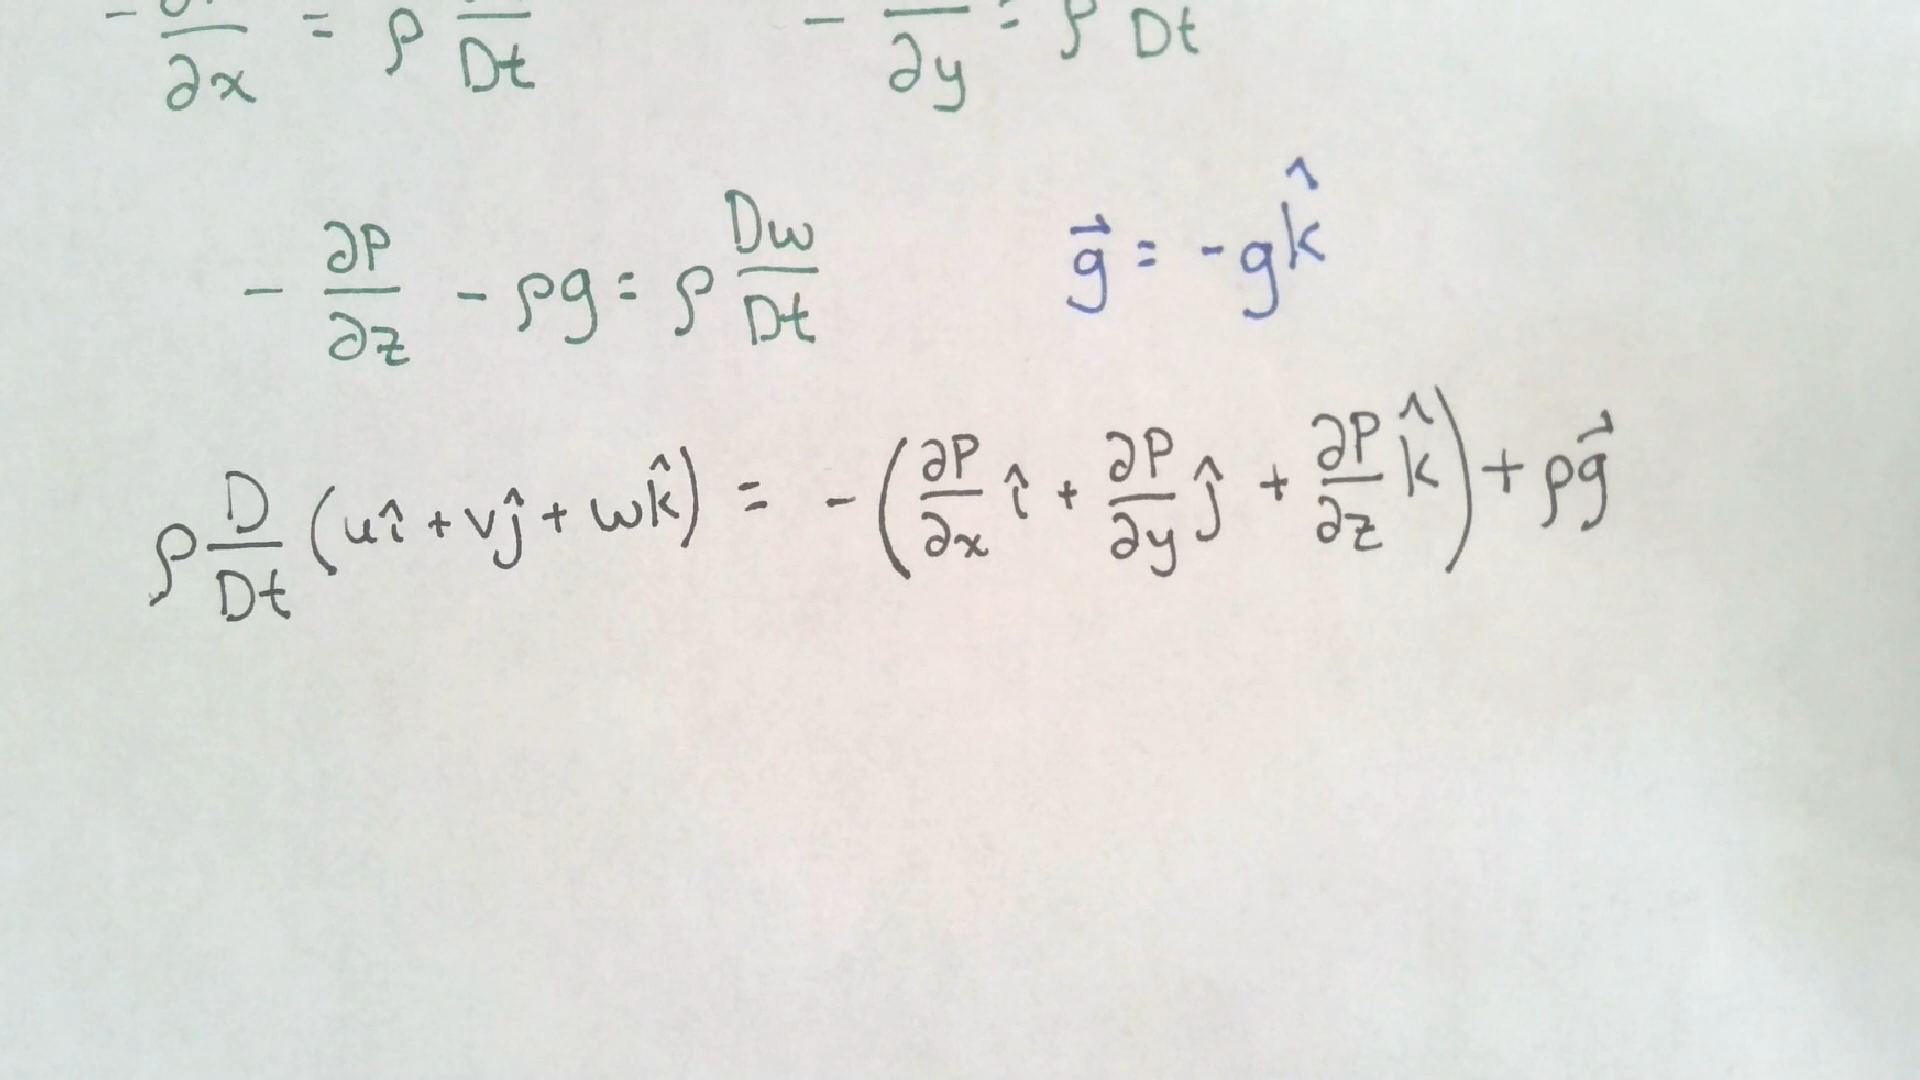 - ∂P/∂x = ρ D/Dt    - ∂/∂y = ρ Dt
- ∂P/∂z - ρg = ρ Dw/Dt    g⃗ = -gk̂
ρ D/Dt (uî + vĵ + wk̂) = -(∂P/∂x î + ∂P/∂y ĵ + ∂P/∂z k̂) + ρg⃗